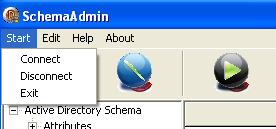 SchemaAdmin
Start Edit Help About
Connect
Disconnect
Exit
Active Directory Schema
Attributes